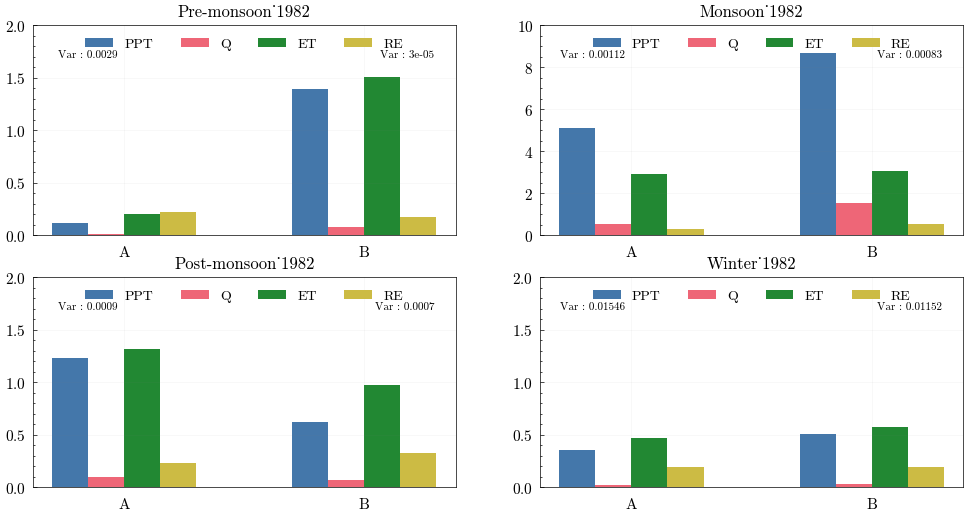 Pre-monsoon˙1982
2.0
PPT Q ET RE
Var : 0.0029
Var : 3e-05
1.5
1.0
0.5
0.0
A
B
Monsoon˙1982
10
PPT Q ET RE
Var : 0.00112
Var : 0.00083
8
6
4
2
0
A
B
Post-monsoon˙1982
2.0
PPT Q ET RE
Var : 0.0009
Var : 0.0007
1.5
1.0
0.5
0.0
A
B
Winter˙1982
2.0
PPT Q ET RE
Var : 0.01546
Var : 0.01152
1.5
1.0
0.5
0.0
A
B